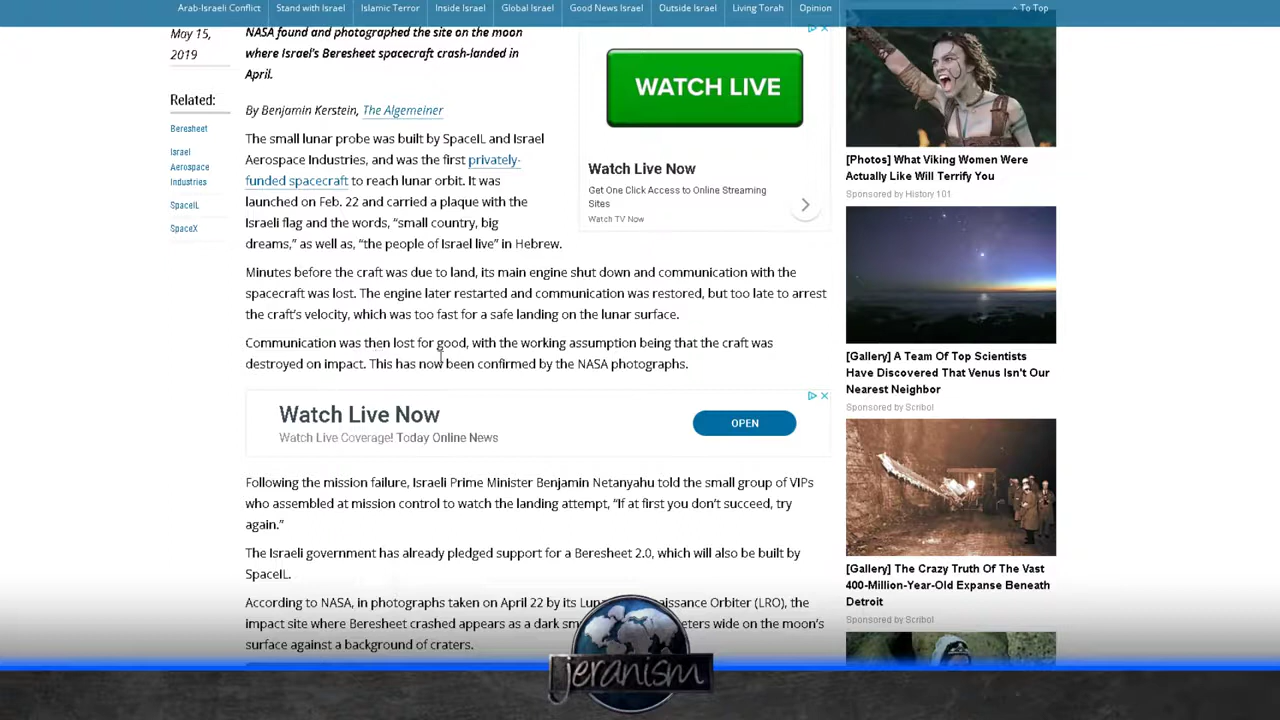 Arab-Israeli Conflict
Stand with Israel
Islamic Terror
Inside Israel
Global Israel
Good News Israel
Outside Israel
Living Torah
Opinion
To Top
May 15,
2019
Related:
Beresheet
Israel
Aerospace
Industries
SpaceIL
SpaceX
NASA found and photographed the site on the moon
where Israel's Beresheet spacecraft crash-landed in
April.
By Benjamin Kerstein, The Algemeiner
The small lunar probe was built by SpaceIL and Israel
Aerospace Industries, and was the first privately-
funded spacecraft to reach lunar orbit. It was
launched on Feb. 22 and carried a plaque with the
Israeli flag and the words, “small country, big
dreams,” as well as, “the people of Israel live” in Hebrew.
Minutes before the craft was due to land, its main engine shut down and communication with the
spacecraft was lost. The engine later restarted and communication was restored, but too late to arrest
the craft's velocity, which was too fast for a safe landing on the lunar surface.
Communication was then lost for good, with the working assumption being that the craft was
destroyed on impact. This has now been confirmed by the NASA photographs.
Watch Live Now
Watch Live Coverage! Today Online News
OPEN
Following the mission failure, Israeli Prime Minister Benjamin Netanyahu told the small group of VIPs
who assembled at mission control to watch the landing attempt, “If at first you don't succeed, try
again.”
The Israeli government has already pledged support for a Beresheet 2.0, which will also be built by
SpaceIL.
According to NASA, in photographs taken on April 22 by its Orbiter (LRO), the
impact site where Beresheet crashed appears as a dark wide on the moon's
surface against a background of craters.
WATCH LIVE
Watch Live Now
Get One Click Access to Online Streaming
Sites
Watch TV Now
[Photos] What Viking Women Were
Actually Like Will Terrify You
Sponsored by History 101
[Gallery] A Team Of Top Scientists
Have Discovered That Venus Isn't Our
Nearest Neighbor
Sponsored by Scribol
[Gallery] The Crazy Truth Of The Vast
400-Million-Year-Old Expanse Beneath
Detroit
Sponsored by Scribol
jeranism